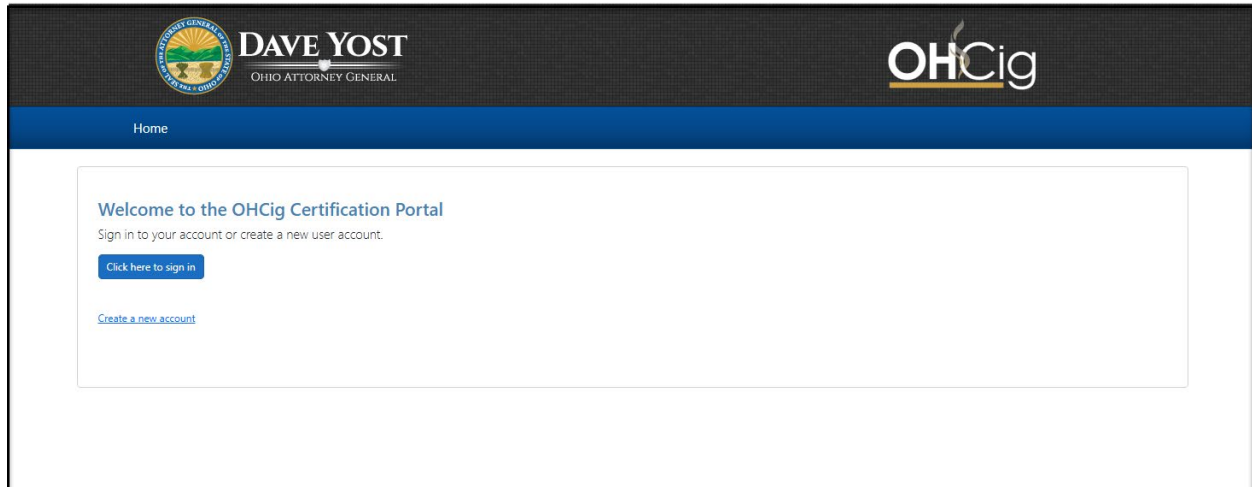 DAVE YOST
OHIO ATTORNEY GENERAL
OHCig
Home
Welcome to the OHCig Certification Portal
Sign in to your account or create a new user account.
Click here to sign in
Create a new account